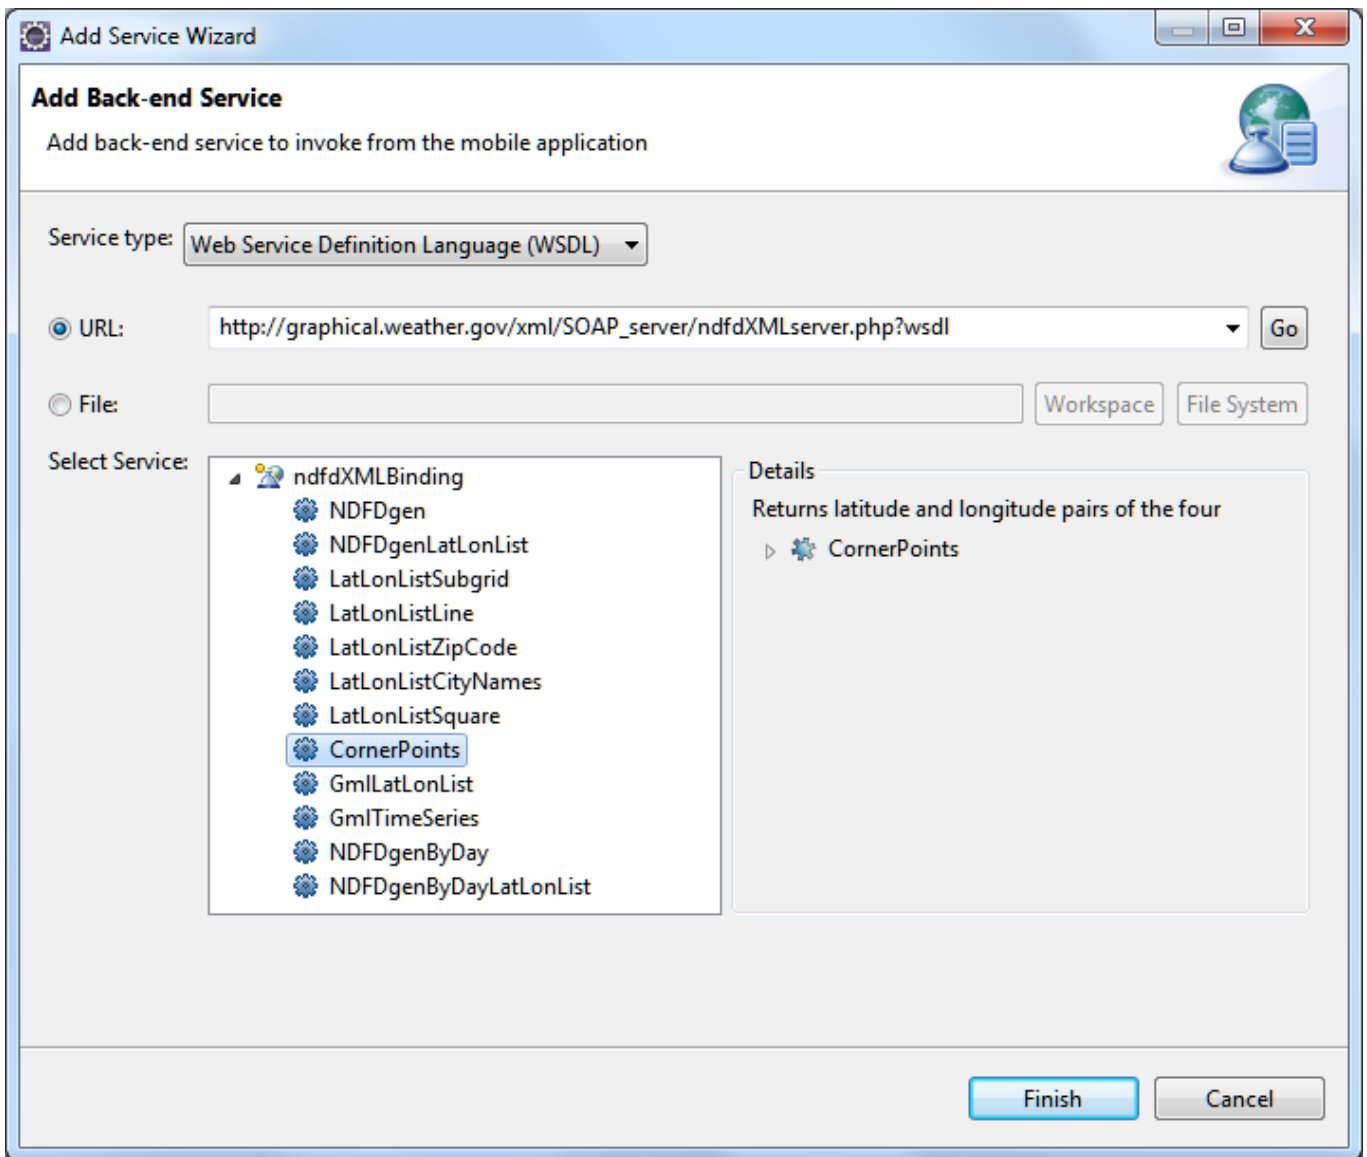 Add Service Wizard
Add Back-end Service
Add back-end service to invoke from the mobile application
Service type: Web Service Definition Language (WSDL)
URL: http://graphical.weather.gov/xml/SOAP_server/ndfdXMLserver.php?wsdl Go
File: Workspace File System
Select Service:
ndfdXMLBinding
NDFDgen
NDFDgenLatLonList
LatLonListSubgrid
LatLonListLine
LatLonListZipCode
LatLonListCityNames
LatLonListSquare
CornerPoints
GmlLatLonList
GmlTimeSeries
NDFDgenByDay
NDFDgenByDayLatLonList
Details
Returns latitude and longitude pairs of the four
CornerPoints
Finish Cancel